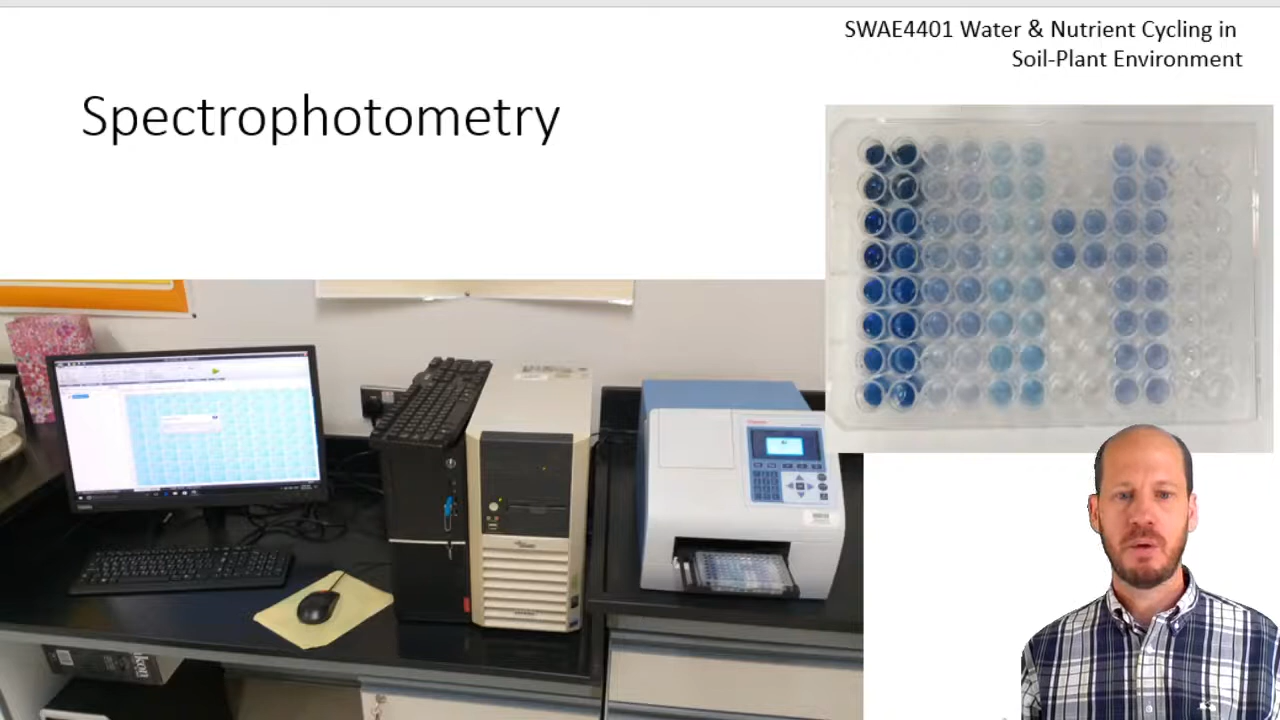 SWAE4401 Water & Nutrient Cycling in
Soil-Plant Environment
Spectrophotometry